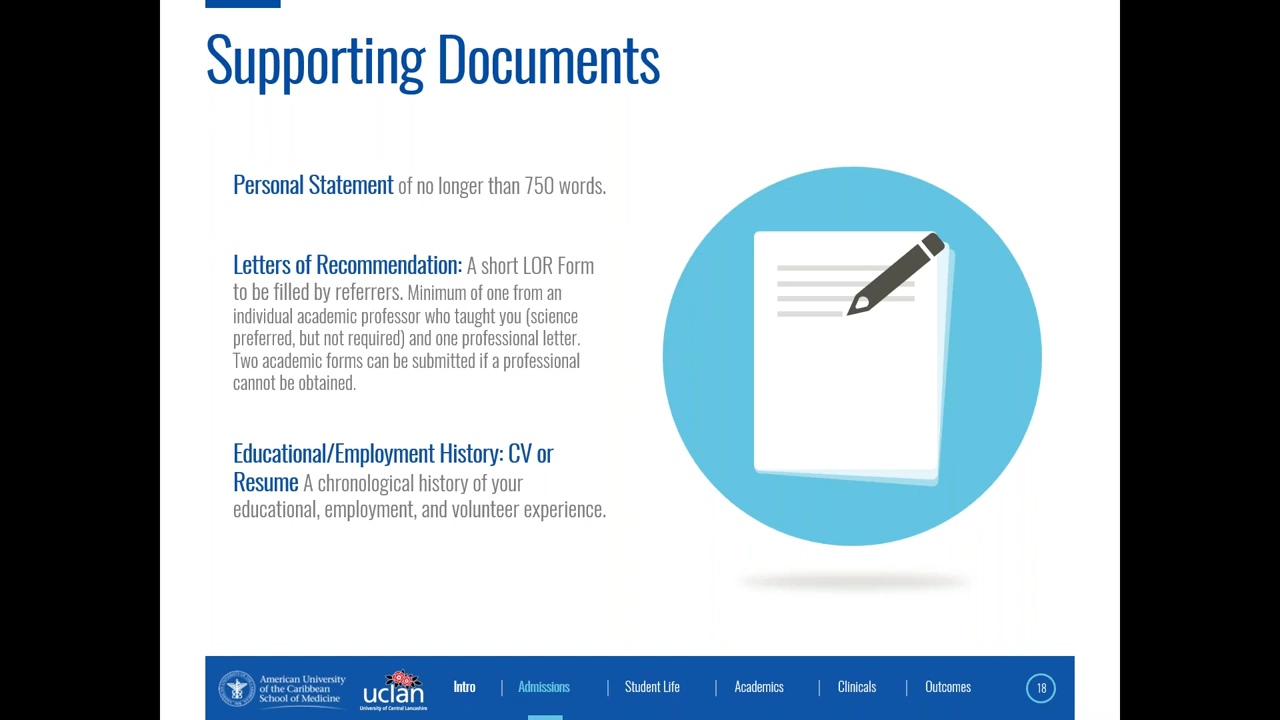 Supporting Documents
Personal Statement of no longer than 750 words.
Letters of Recommendation: A short LOR Form
to be filled by referrers. Minimum of one from an
individual academic professor who taught you (science
preferred, but not required) and one professional letter.
Two academic forms can be submitted if a professional
cannot be obtained.
Educational/Employment History: CV or
Resume A chronological history of your
educational, employment, and volunteer experience.
American University
of the Caribbean
School of Medicine
uclan
University of Central Lancashire
Intro | Admissions | Student Life | Academics | Clinicals | Outcomes
18